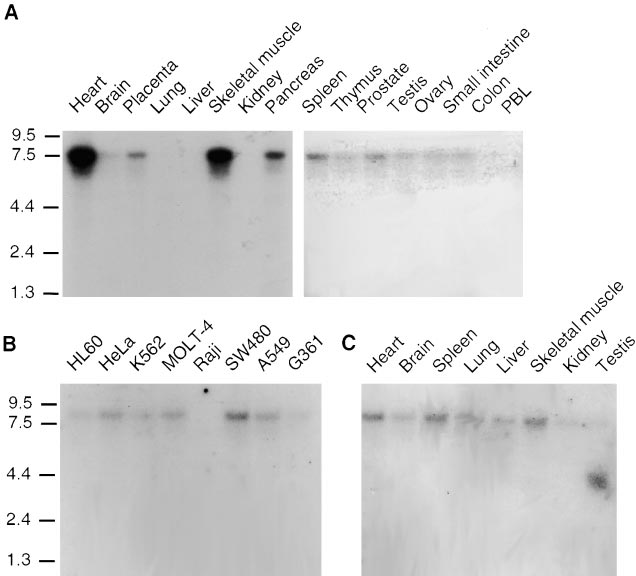 A
Heart
Brain
Placenta
Lung
Liver
Skeletal muscle
Kidney
Pancreas
Spleen
Thymus
Prostate
Testis
Ovary
Small intestine
Colon
PBL
9.5
7.5
4.4
2.4
1.3
B
HL60
HeLa
K562
MOLT-4
Raji
SW480
A549
G361
9.5
7.5
4.4
2.4
1.3
C
Heart
Brain
Spleen
Lung
Liver
Skeletal muscle
Kidney
Testis